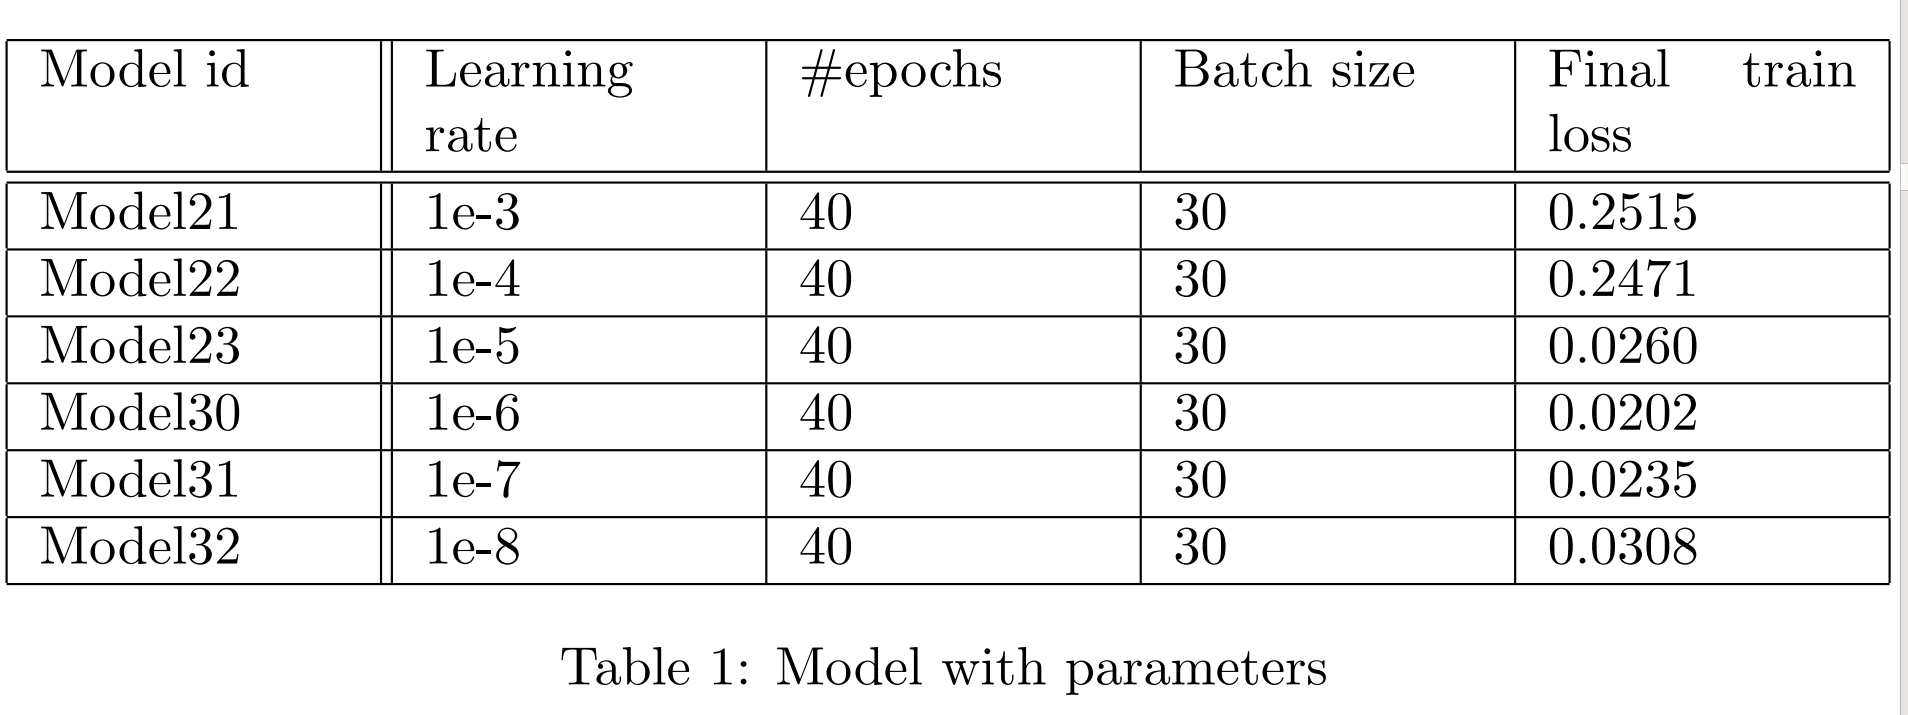 Model id Learning rate #epochs Batch size Final train loss
Model21 1e-3 40 30 0.2515
Model22 1e-4 40 30 0.2471
Model23 1e-5 40 30 0.0260
Model30 1e-6 40 30 0.0202
Model31 1e-7 40 30 0.0235
Model32 1e-8 40 30 0.0308
Table 1: Model with parameters